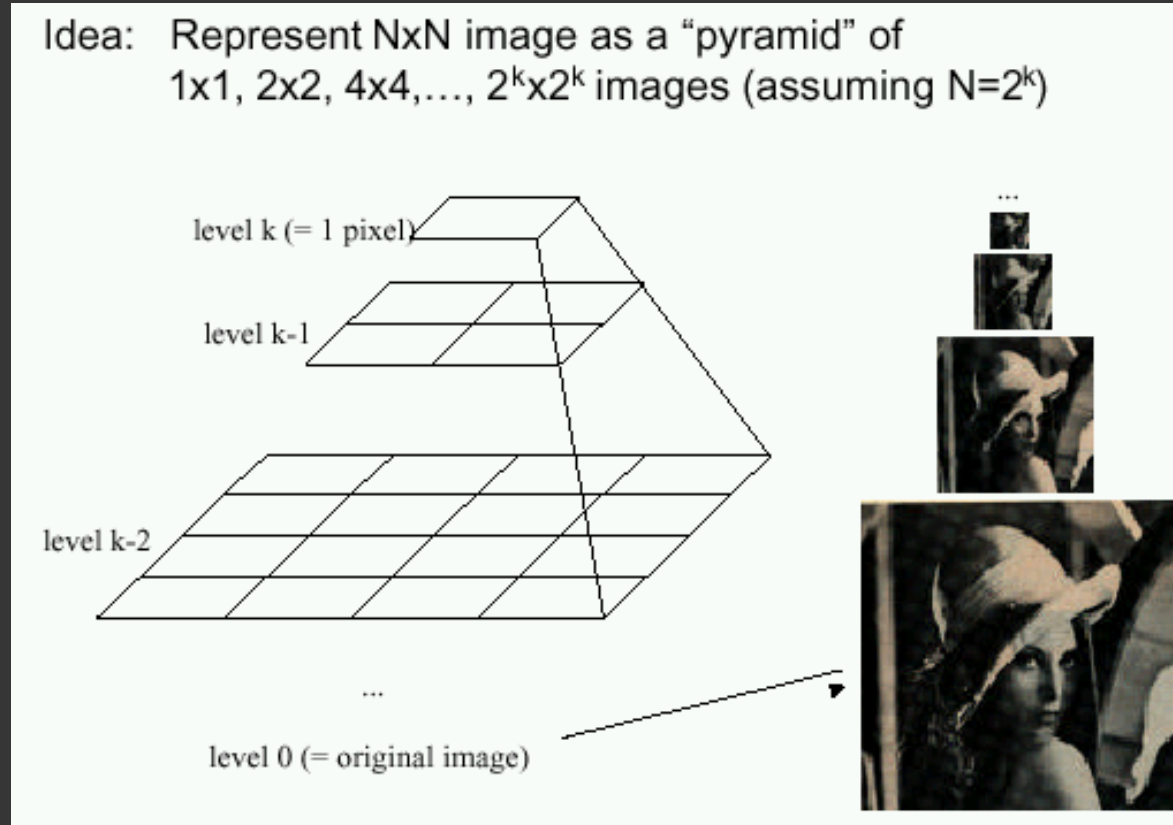 Idea: Represent NxN image as a “pyramid” of
1x1, 2x2, 4x4,…, 2ᵏx2ᵏ images (assuming N=2ᵏ)
...
level k (= 1 pixel)
level k-1
level k-2
...
level 0 (= original image)